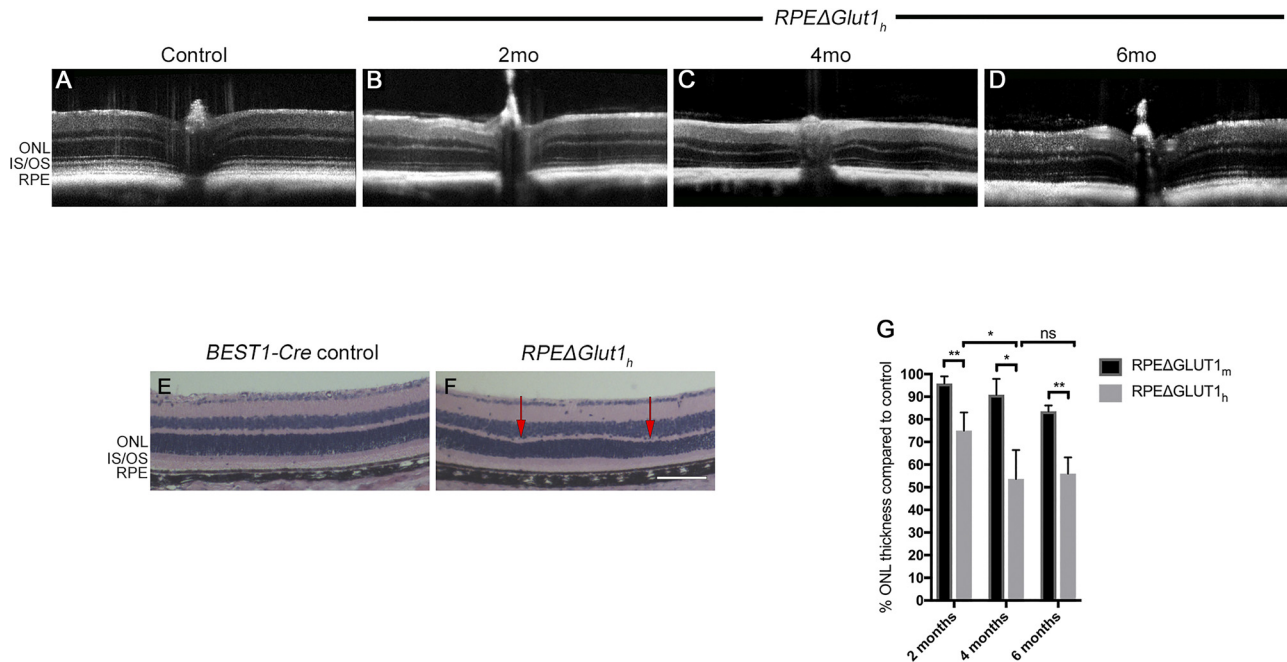 RPEΔGlut1h
Control
2mo
4mo
6mo
A
B
C
D
ONL
IS/OS
RPE
BEST1-Cre control
RPEΔGlut1h
E
F
ONL
IS/OS
RPE
G
% ONL thickness compared to control
100
90
80
70
60
50
40
30
20
10
0
**
*
*
ns
**
2 months
4 months
6 months
RPEΔGLUT1m
RPEΔGLUT1h